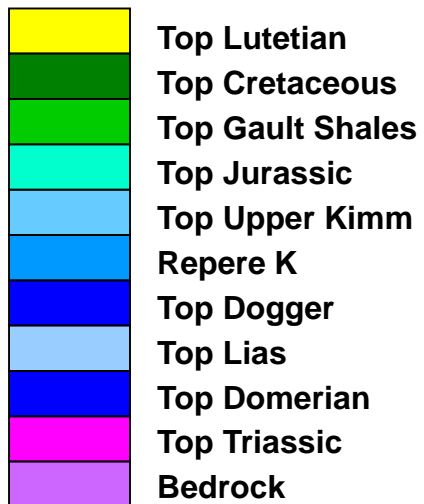 Top Lutetian
Top Cretaceous
Top Gault Shales
Top Jurassic
Top Upper Kimm
Repere K
Top Dogger
Top Lias
Top Domerian
Top Triassic
Bedrock